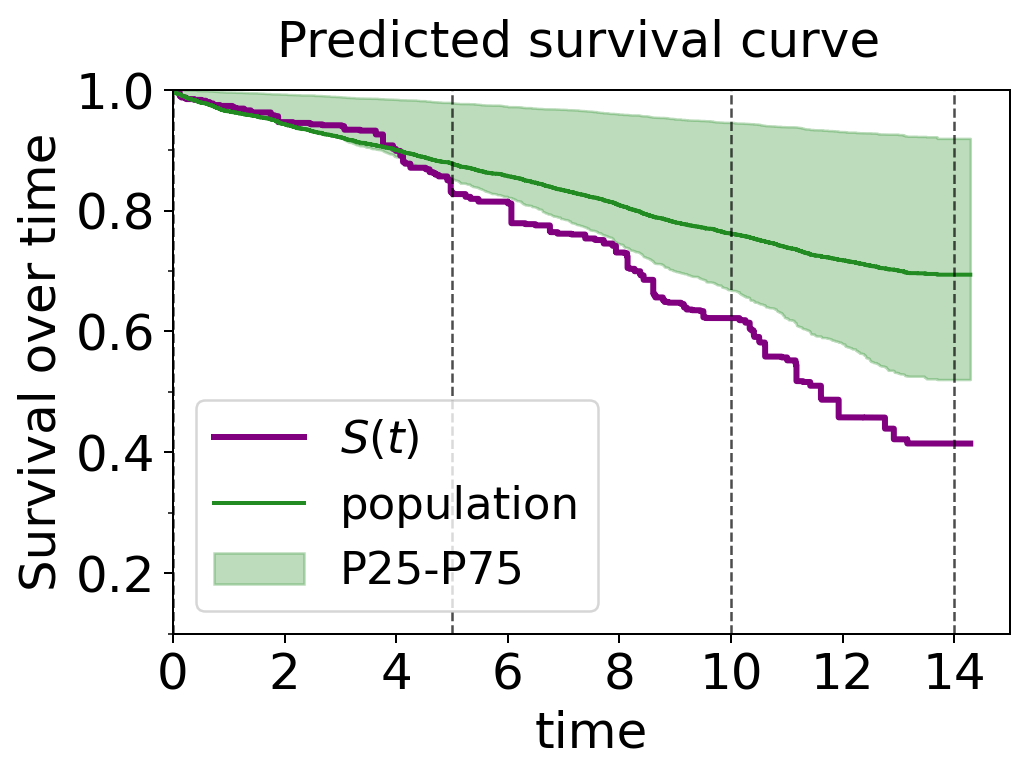 Predicted survival curve
Survival over time
1.0
0.8
0.6
0.4
0.2
S(t)
population
P25-P75
0 2 4 6 8 10 12 14
time